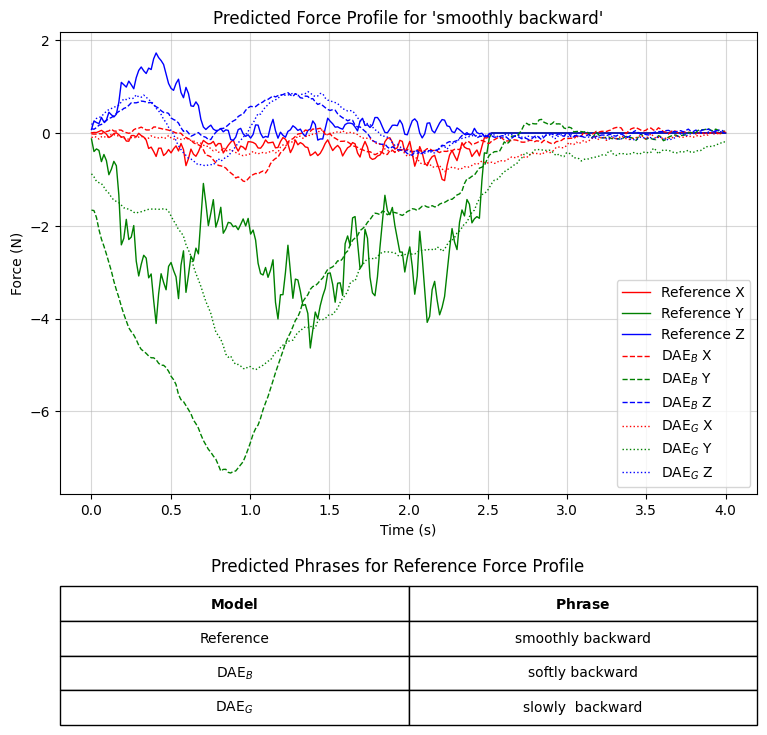 Predicted Force Profile for 'smoothly backward'
2
0
−2
−4
−6
Force (N)
Reference X
Reference Y
Reference Z
DAE_B X
DAE_B Y
DAE_B Z
DAE_G X
DAE_G Y
DAE_G Z
0.0 0.5 1.0 1.5 2.0 2.5 3.0 3.5 4.0
Time (s)
Predicted Phrases for Reference Force Profile
Model Phrase
Reference smoothly backward
DAE_B softly backward
DAE_G slowly  backward